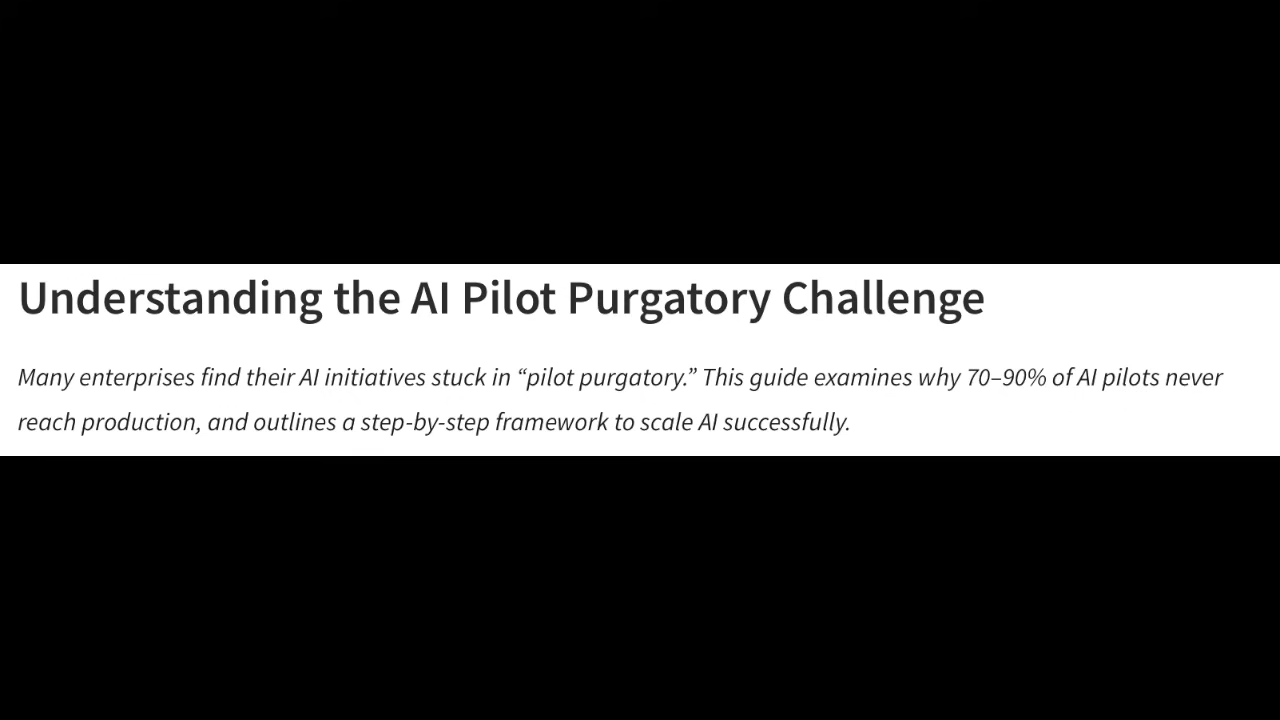 Understanding the AI Pilot Purgatory Challenge
Many enterprises find their AI initiatives stuck in “pilot purgatory.” This guide examines why 70–90% of AI pilots never
reach production, and outlines a step-by-step framework to scale AI successfully.